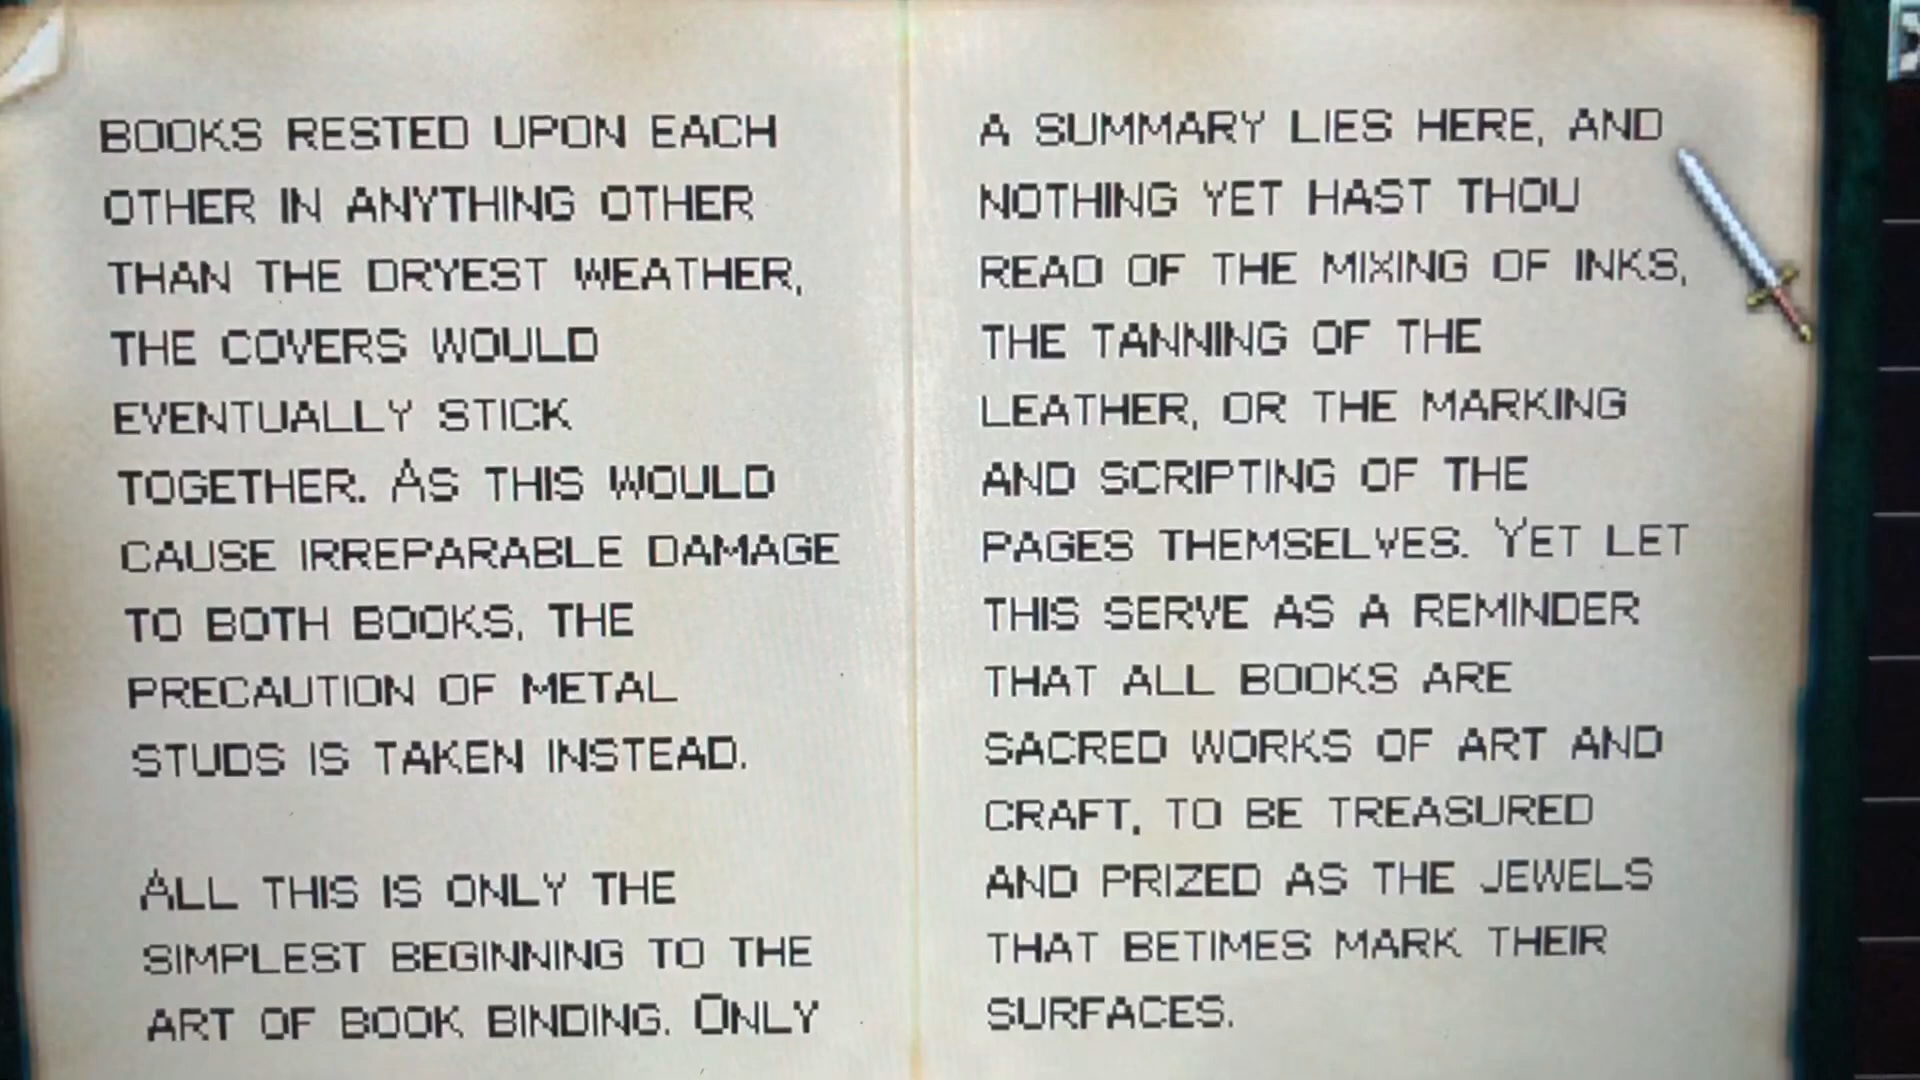 BOOKS RESTED UPON EACH
OTHER IN ANYTHING OTHER
THAN THE DRYEST WEATHER,
THE COVERS WOULD
EVENTUALLY STICK
TOGETHER. AS THIS WOULD
CAUSE IRREPARABLE DAMAGE
TO BOTH BOOKS, THE
PRECAUTION OF METAL
STUDS IS TAKEN INSTEAD.
ALL THIS IS ONLY THE
SIMPLEST BEGINNING TO THE
ART OF BOOK BINDING. ONLY
A SUMMARY LIES HERE, AND
NOTHING YET HAST THOU
READ OF THE MIXING OF INKS,
THE TANNING OF THE
LEATHER, OR THE MARKING
AND SCRIPTING OF THE
PAGES THEMSELVES. YET LET
THIS SERVE AS A REMINDER
THAT ALL BOOKS ARE
SACRED WORKS OF ART AND
CRAFT, TO BE TREASURED
AND PRIZED AS THE JEWELS
THAT BETIMES MARK THEIR
SURFACES.